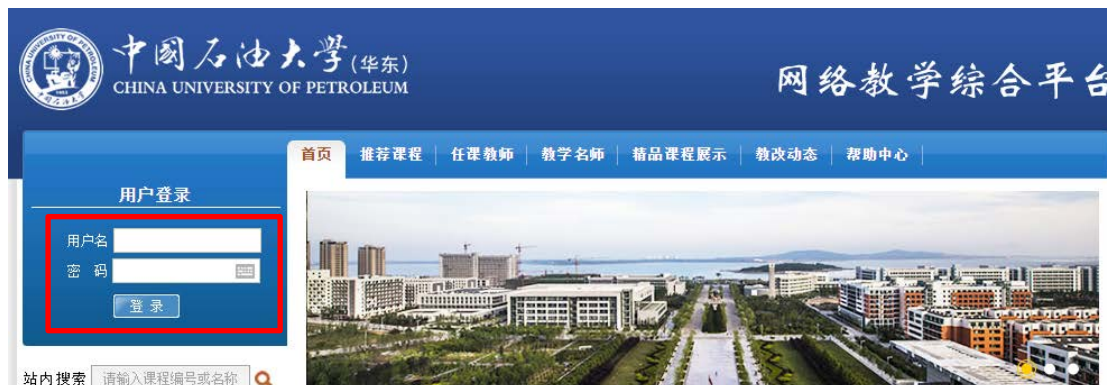 中國石油大学(华东)
CHINA UNIVERSITY OF PETROLEUM
网络教学综合平台
首页 推荐课程 任课教师 教学名师 精品课程展示 教改动态 帮助中心
用户登录
用户名
密 码
登 录
站内搜索 请输入课程编号或名称